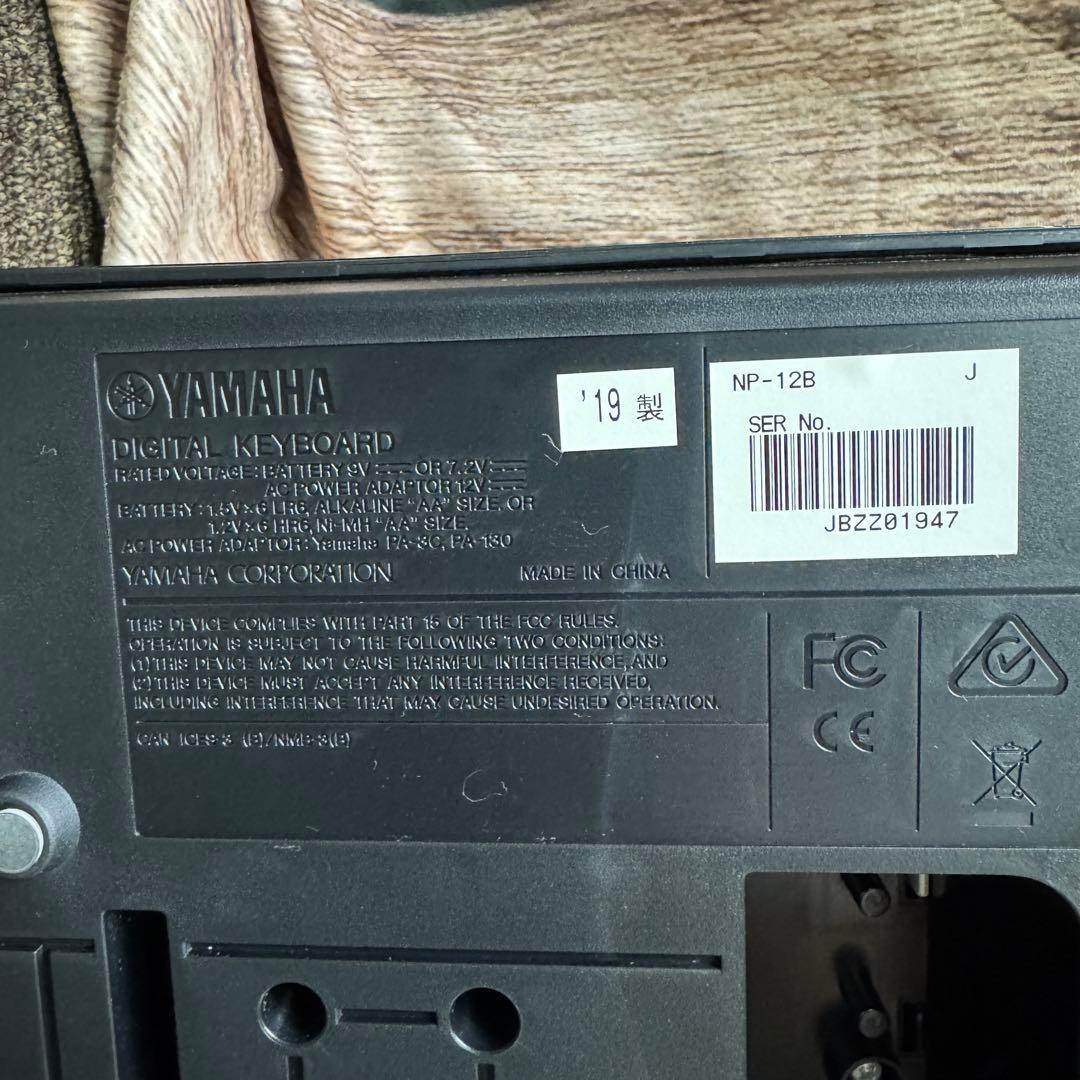 YAMAHA
DIGITAL KEYBOARD
RATED VOLTAGE: BATTERY 9V ⎓ OR 7.2V ⎓
AC POWER ADAPTOR 12V ⎓
BATTERY: 1.5V×6 LR6, ALKALINE "AA" SIZE, OR
1.2V×6 HR6, Ni-MH "AA" SIZE,
AC POWER ADAPTOR: Yamaha PA-3C, PA-130
YAMAHA CORPORATION
MADE IN CHINA
'19 製
NP-12B J
SER No.
JBZZ01947
THIS DEVICE COMPLIES WITH PART 15 OF THE FCC RULES.
OPERATION IS SUBJECT TO THE FOLLOWING TWO CONDITIONS:
(1) THIS DEVICE MAY NOT CAUSE HARMFUL INTERFERENCE, AND
(2) THIS DEVICE MUST ACCEPT ANY INTERFERENCE RECEIVED,
INCLUDING INTERFERENCE THAT MAY CAUSE UNDESIRED OPERATION.
CAN ICES-3 (B)/NMB-3(B)
FC
CE